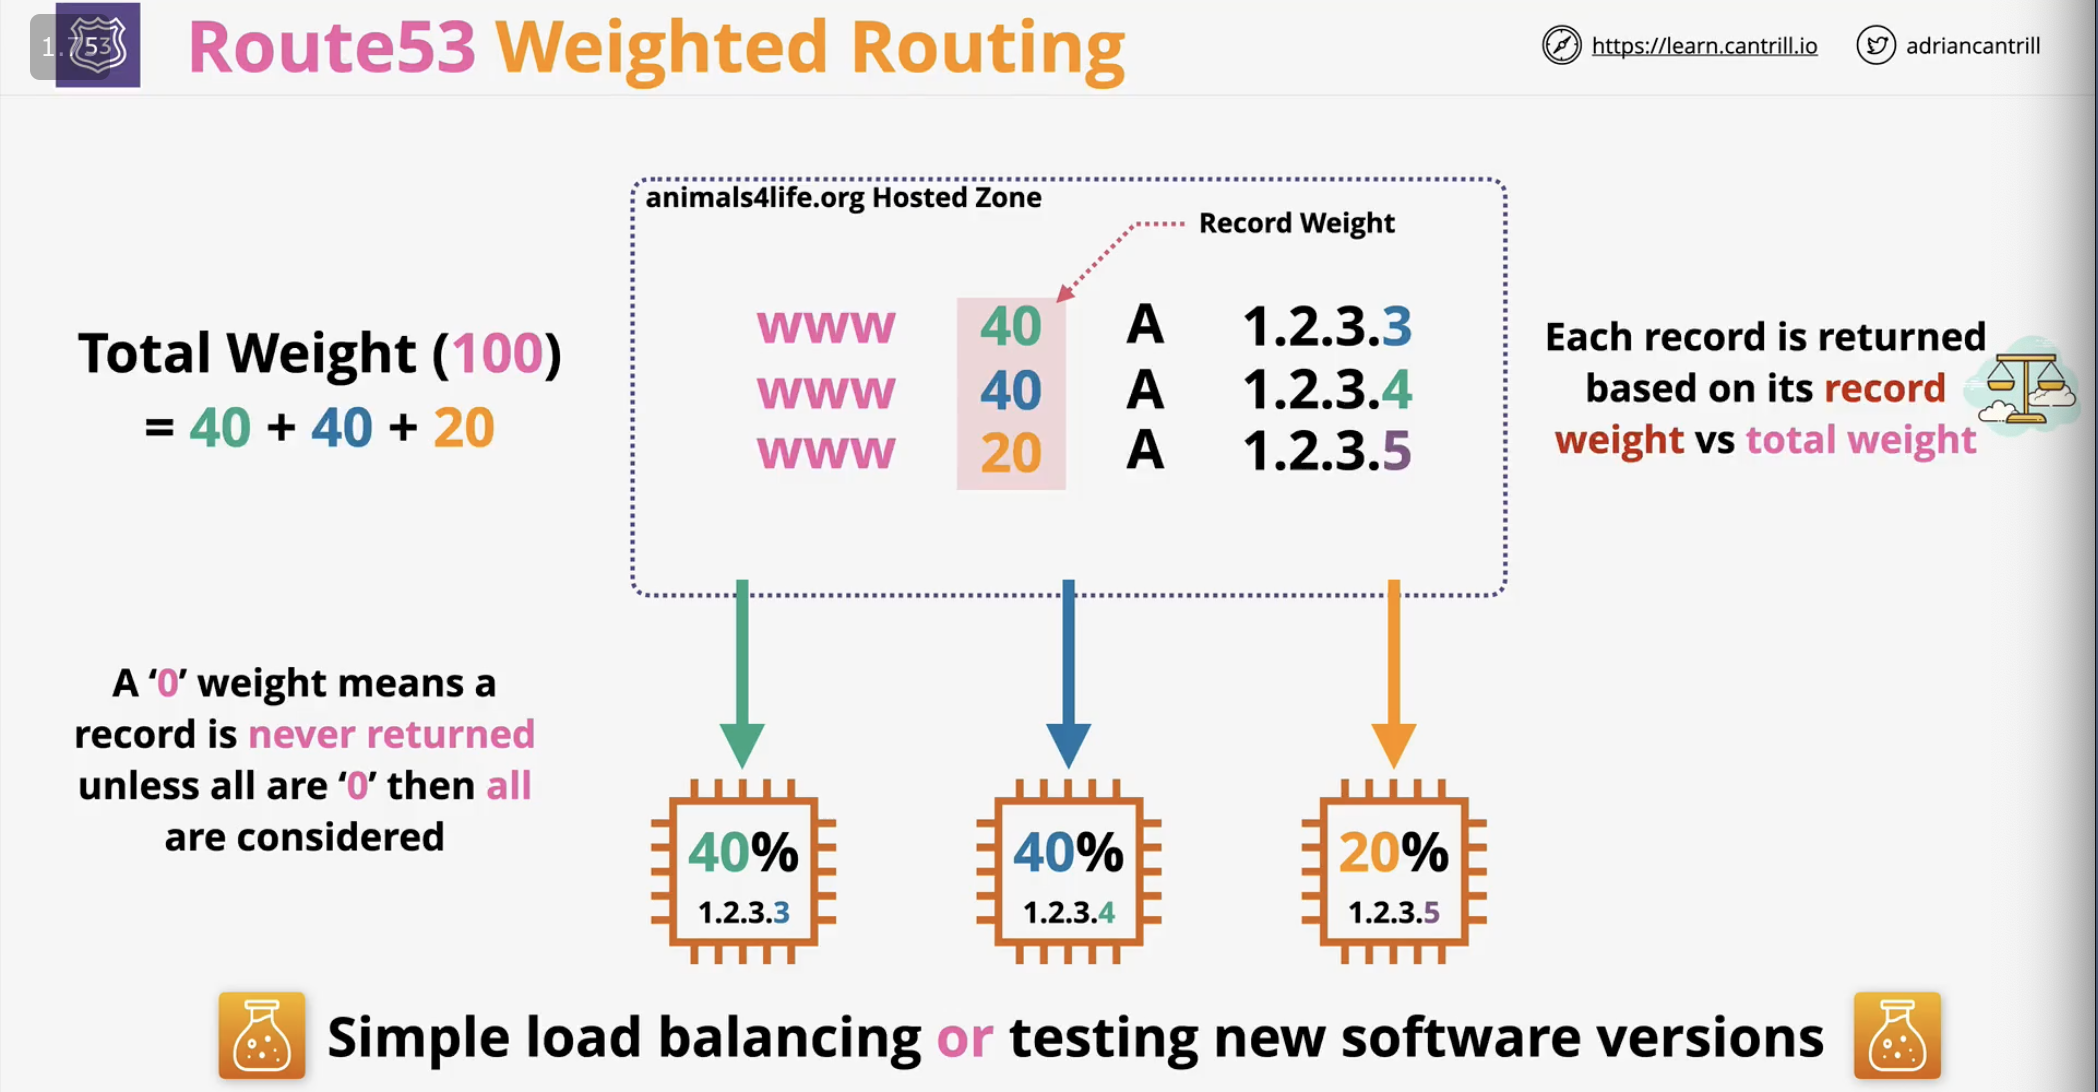 53
Route53 Weighted Routing
https://learn.cantrill.io
adriancantrill
animals4life.org Hosted Zone
Record Weight
www 40 A 1.2.3.3
www 40 A 1.2.3.4
www 20 A 1.2.3.5
Total Weight (100)
= 40 + 40 + 20
Each record is returned
based on its record
weight vs total weight
A ‘0’ weight means a
record is never returned
unless all are ‘0’ then all
are considered
40%
1.2.3.3
40%
1.2.3.4
20%
1.2.3.5
Simple load balancing or testing new software versions